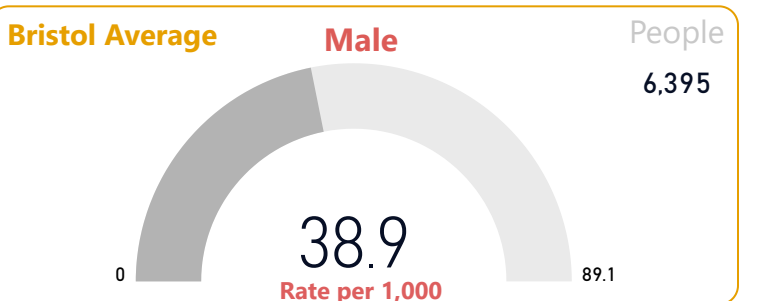 Bristol Average
Male
People
6,395
38.9
0
89.1
Rate per 1,000